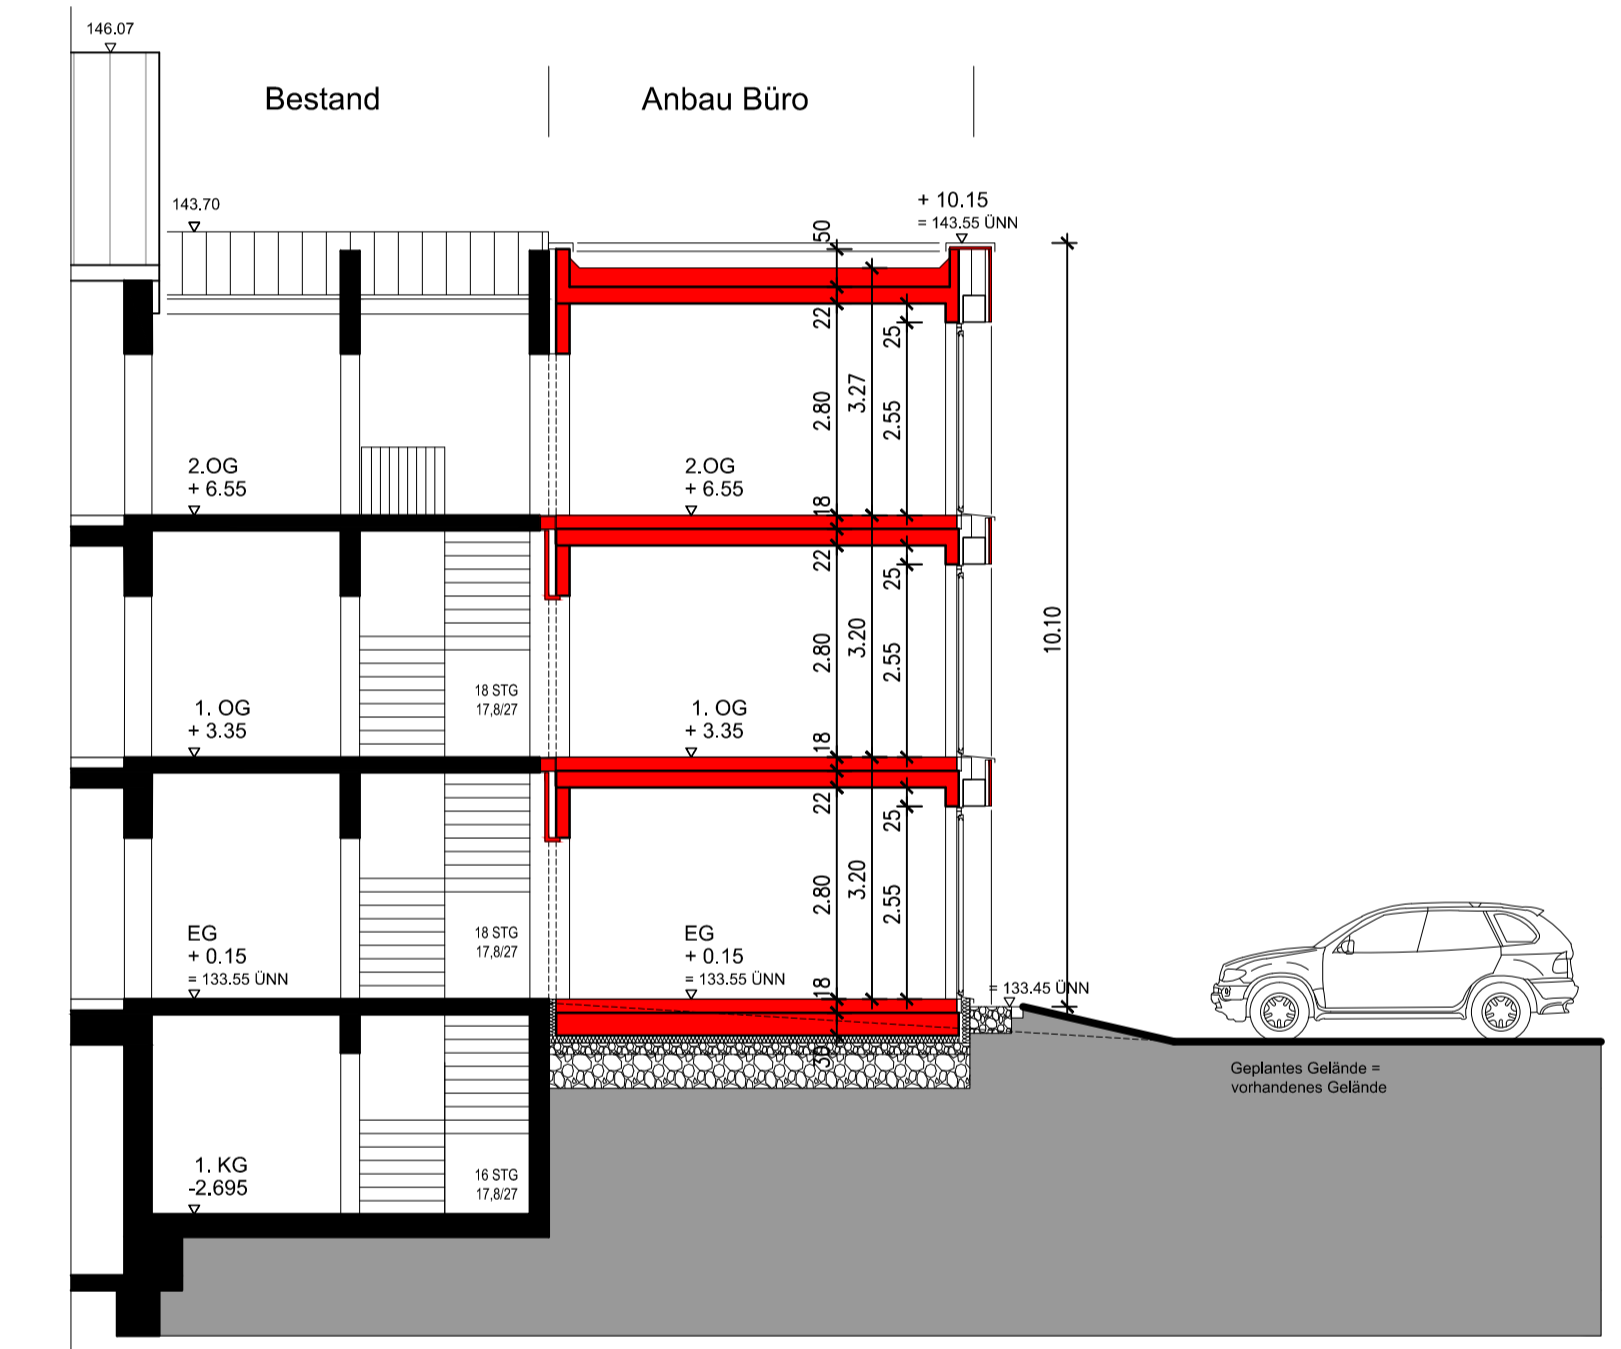 146.07
Bestand
Anbau Büro
143.70
+ 10.15
= 143.55 ÜNN
50
22
25
2.80
3.27
2.55
2.OG
+ 6.55
2.OG
+ 6.55
18
22
25
2.80
3.20
2.55
10.10
18 STG
17,8/27
1. OG
+ 3.35
1. OG
+ 3.35
18
22
25
2.80
3.20
2.55
EG
+ 0.15
= 133.55 ÜNN
18 STG
17,8/27
EG
+ 0.15
= 133.55 ÜNN
18
= 133.45 ÜNN
30
Geplantes Gelände =
vorhandenes Gelände
1. KG
-2.695
16 STG
17,8/27